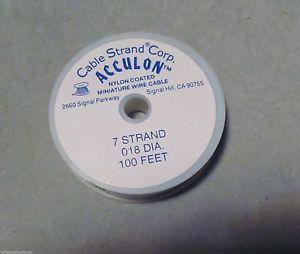 Cable Strand® Corp.
ACCULON™
NYLON COATED
MINIATURE WIRE CABLE
2660 Signal Parkway
Signal Hill, CA 90755
7 STRAND
018 DIA.
100 FEET